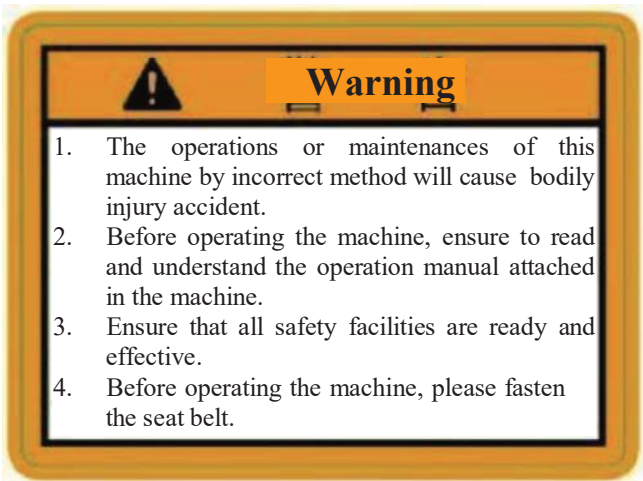 Warning
1. The operations or maintenances of this
machine by incorrect method will cause bodily
injury accident.
2. Before operating the machine, ensure to read
and understand the operation manual attached
in the machine.
3. Ensure that all safety facilities are ready and
effective.
4. Before operating the machine, please fasten
the seat belt.